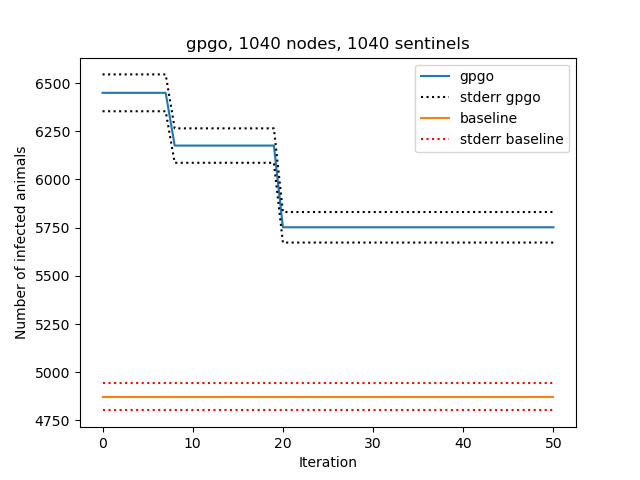 gpgo, 1040 nodes, 1040 sentinels
gpgo
stderr gpgo
baseline
stderr baseline
6500
6250
6000
5750
5500
5250
5000
4750
Number of infected animals
0 10 20 30 40 50
Iteration